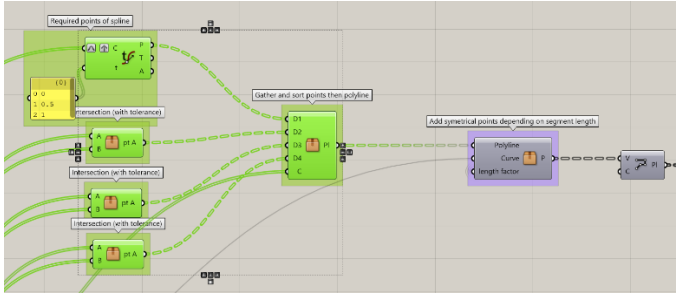 Required points of spline
C
t
P
T
A
{0}
0 0
1 0.5
2 1
ntersection (with tolerance)
A
B
pt A
Intersection (with tolerance)
A
B
pt A
Intersection (with tolerance)
A
B
pt A
Gather and sort points then polyline
D1
D2
D3
D4
C
Pl
Add symetrical points depending on segment length
Polyline
Curve
length factor
P
V
C
Pl